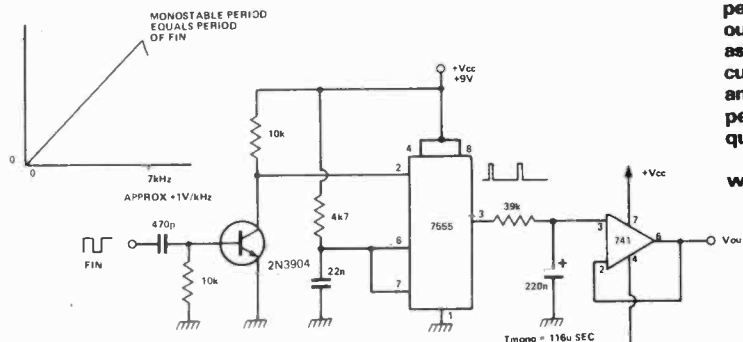 MONOSTABLE PERIOD
EQUALS PERIOD
OF FIN
0
0
7kHz
APPROX +1V/kHz
FIN
470p
10k
10k
2N3904
4k7
22n
+Vcc
+9V
4
8
2
6
7
7555
3
1
39k
220n
Tmono = 116u SEC
+Vcc
3
2
741
7
6
4
Vou
pe
ou
as
cu
an
pe
qu
w